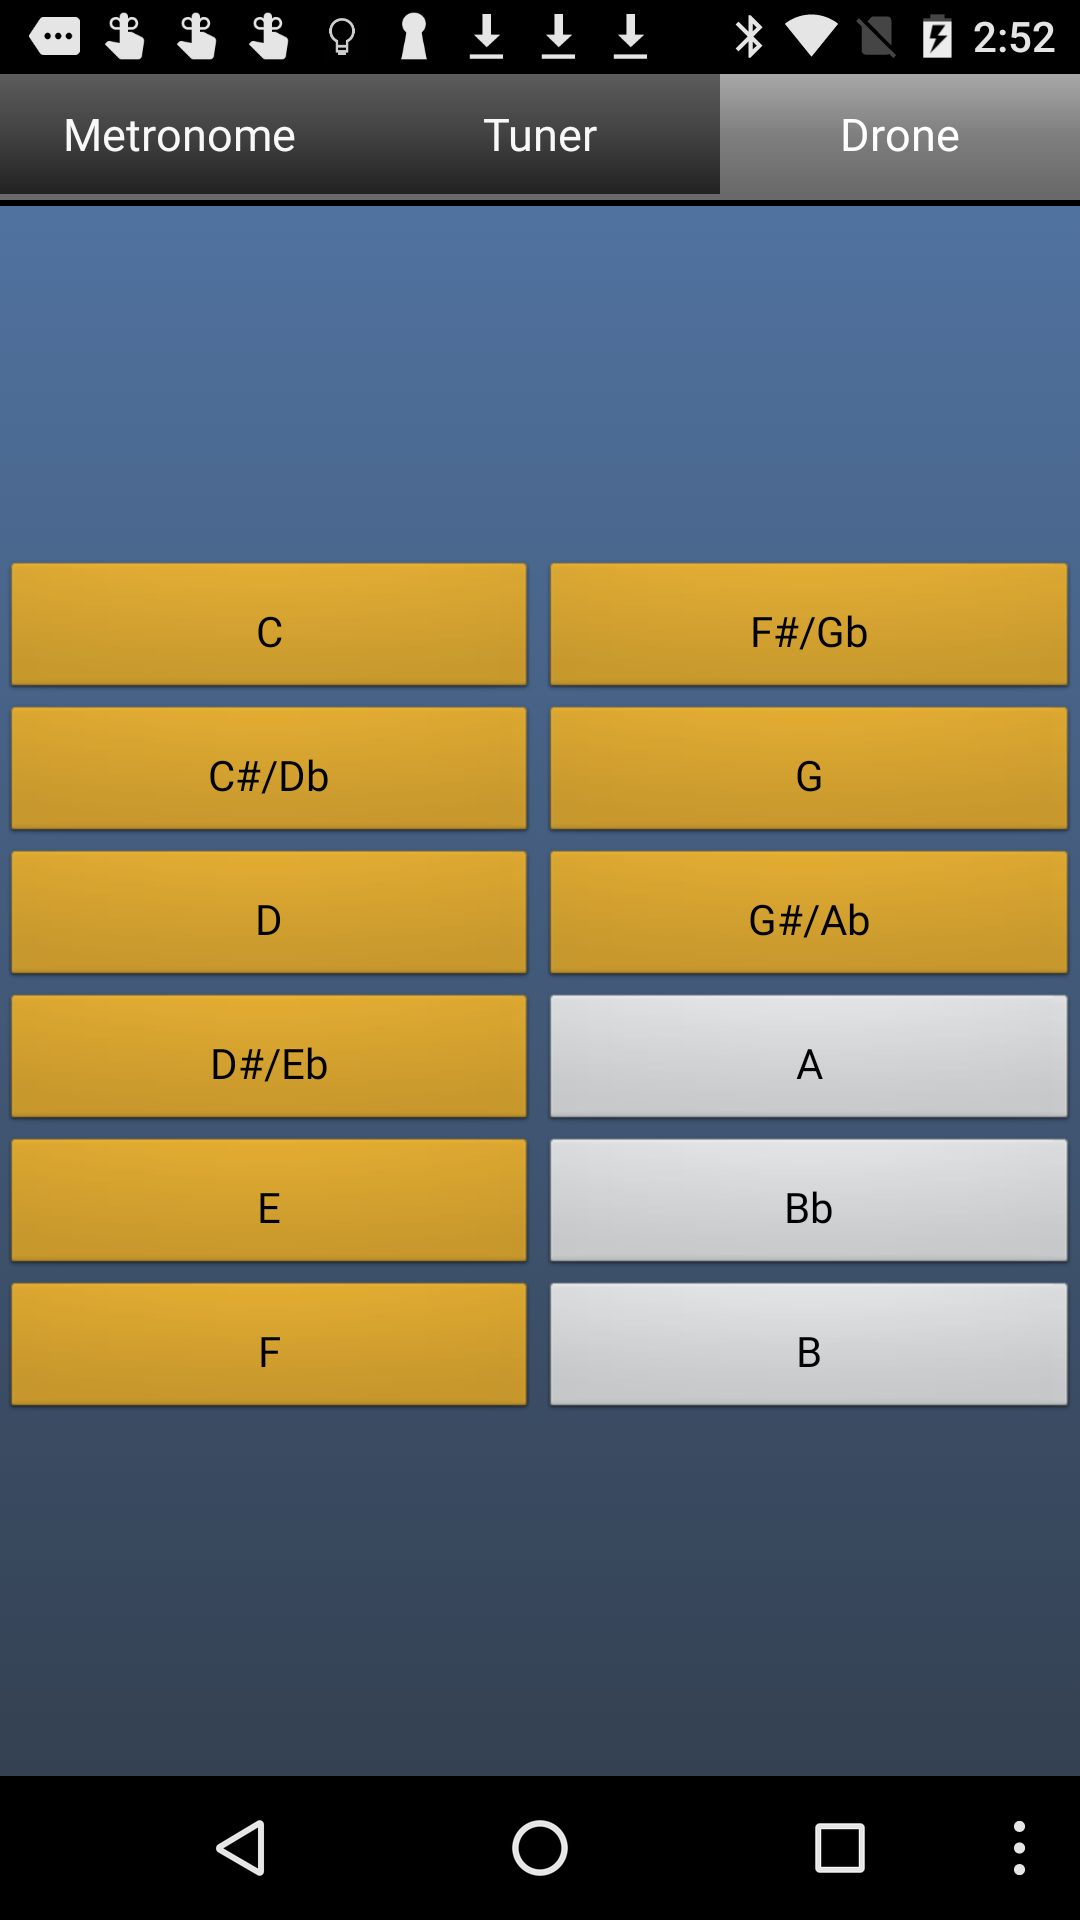 2:52
Metronome Tuner Drone
C F#/Gb
C#/Db G
D G#/Ab
D#/Eb A
E Bb
F B